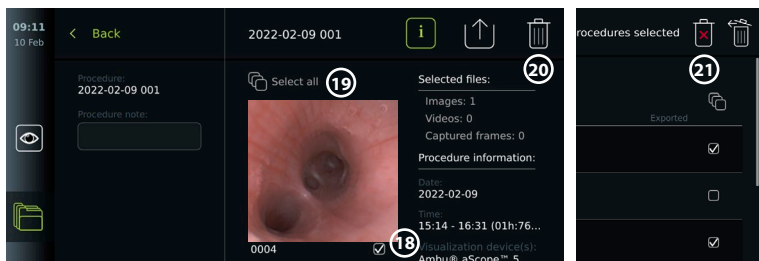 09:11
10 Feb
Back
2022-02-09 001
i
20
Procedure:
2022-02-09 001
Procedure note:
Select all
19
0004
18
Selected files:
Images: 1
Videos: 0
Captured frames: 0
Procedure information:
Date:
2022-02-09
Time:
15:14 - 16:31 (01h:76...
Visualization device(s):
Ambu® aScope™ 5
rocedures selected
21
Exported